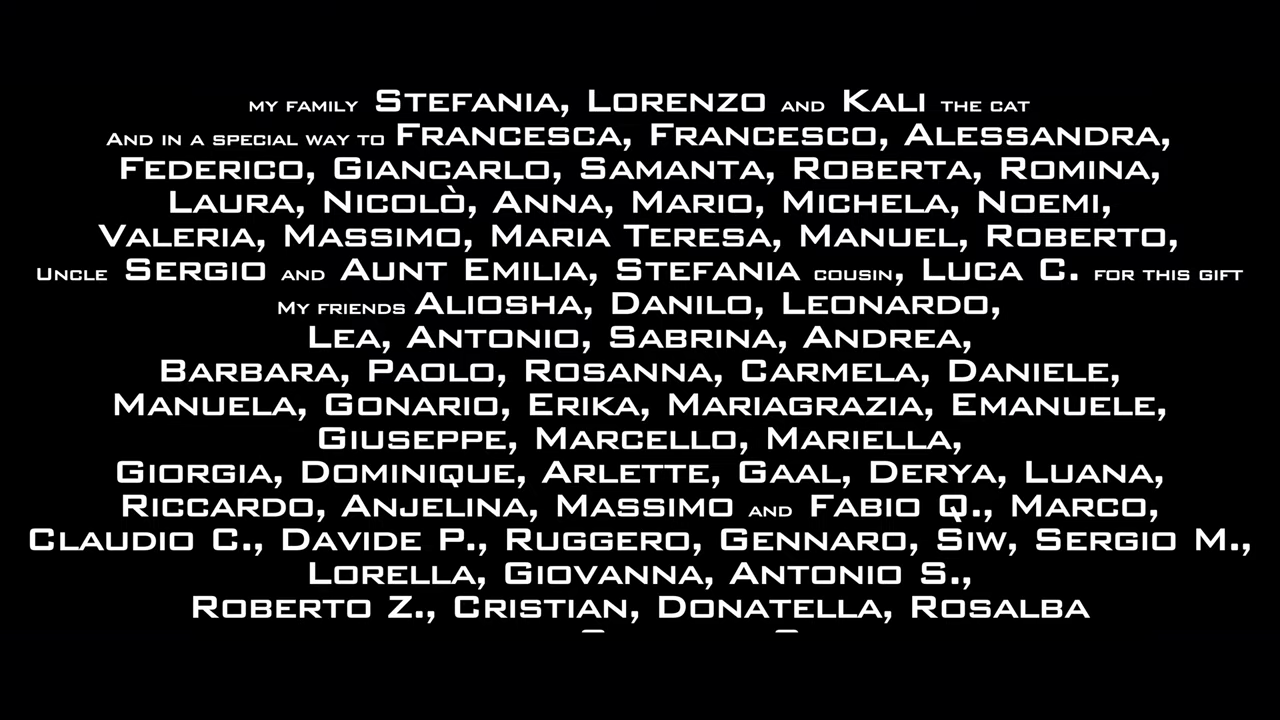 my family Stefania, Lorenzo and Kali the cat
And in a special way to Francesca, Francesco, Alessandra,
Federico, Giancarlo, Samanta, Roberta, Romina,
Laura, Nicolò, Anna, Mario, Michela, Noemi,
Valeria, Massimo, Maria Teresa, Manuel, Roberto,
Uncle Sergio and Aunt Emilia, Stefania cousin, Luca C. for this gift
My friends Aliosha, Danilo, Leonardo,
Lea, Antonio, Sabrina, Andrea,
Barbara, Paolo, Rosanna, Carmela, Daniele,
Manuela, Gonario, Erika, Mariagrazia, Emanuele,
Giuseppe, Marcello, Mariella,
Giorgia, Dominique, Arlette, Gaal, Derya, Luana,
Riccardo, Anjelina, Massimo and Fabio Q., Marco,
Claudio C., Davide P., Ruggero, Gennaro, Siw, Sergio M.,
Lorella, Giovanna, Antonio S.,
Roberto Z., Cristian, Donatella, Rosalba